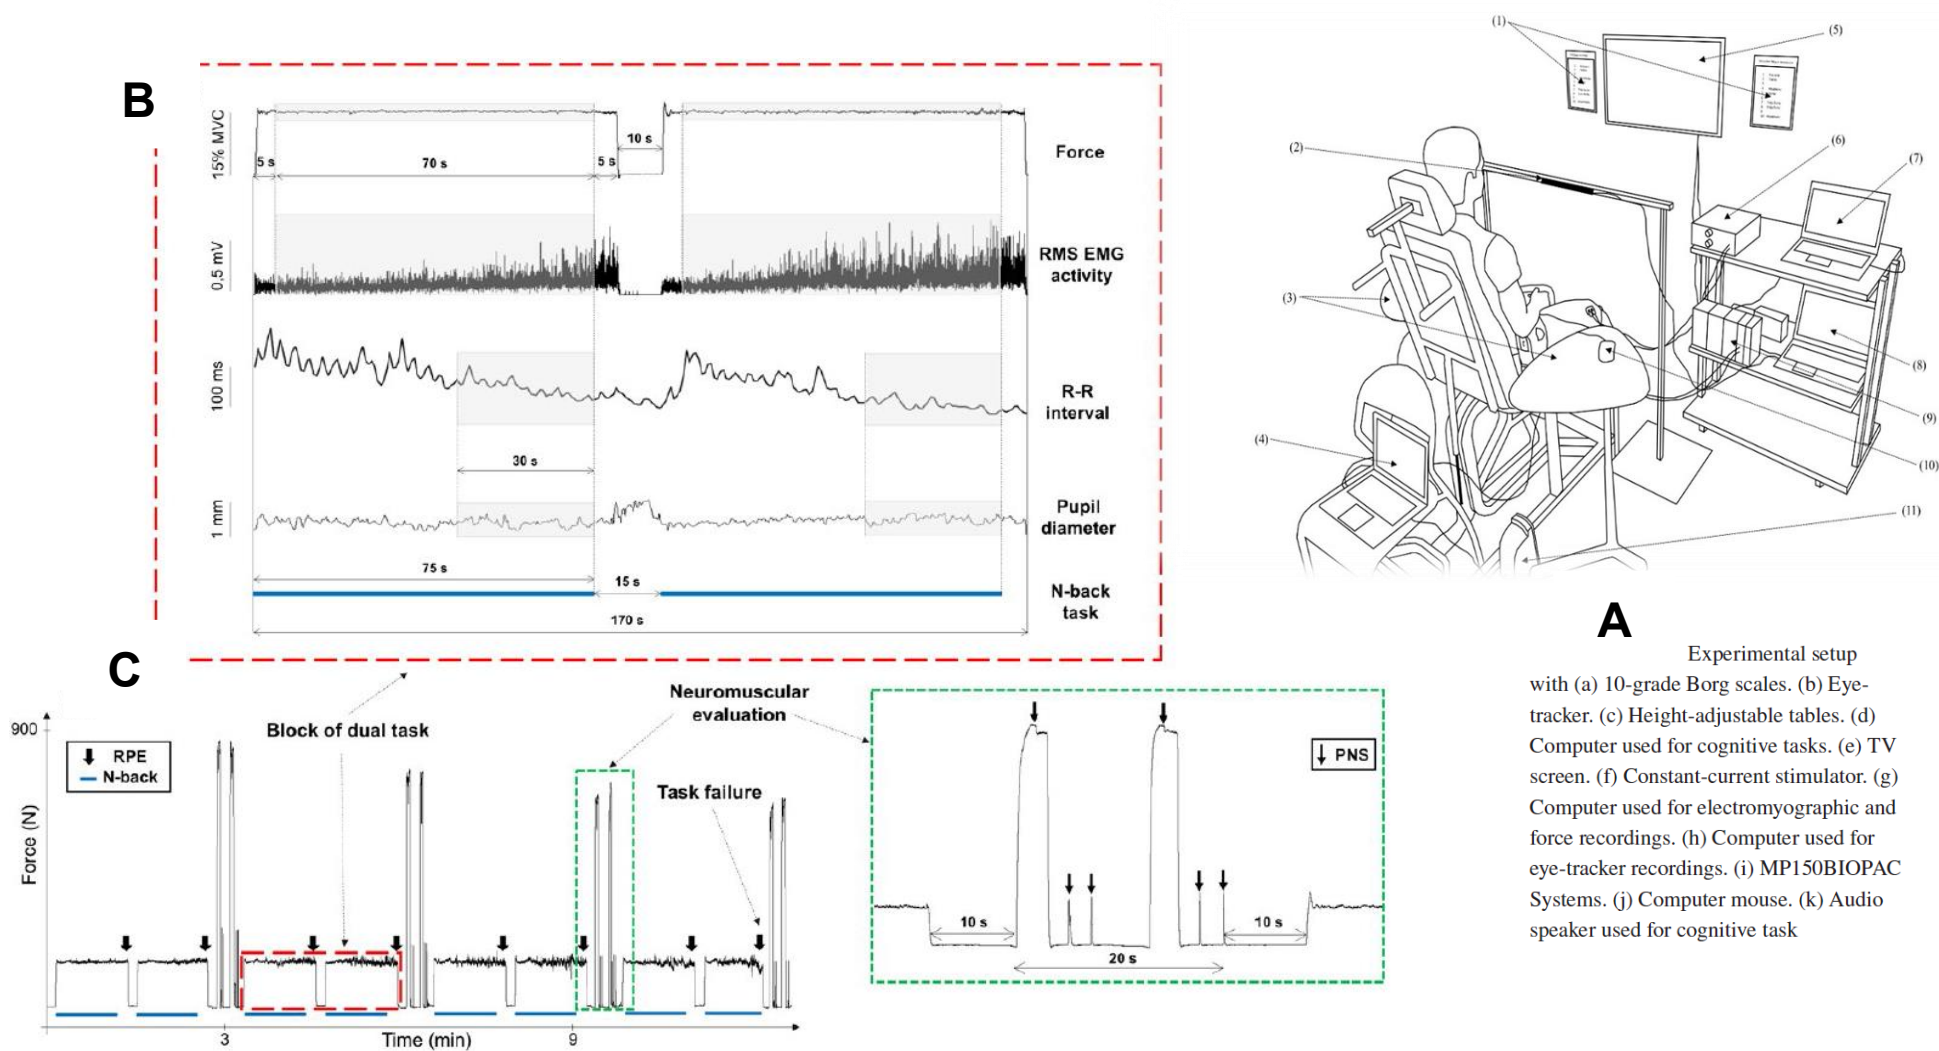 B
15% MVC
5 s
70 s
5 s
10 s
Force
0,5 mV
RMS EMG
activity
100 ms
R-R
interval
30 s
1 mm
Pupil
diameter
75 s
15 s
N-back
task
170 s
(1)
(5)
(2)
(6)
(7)
(3)
(8)
(4)
(9)
(10)
(11)
A
Experimental setup
with (a) 10-grade Borg scales. (b) Eye-
tracker. (c) Height-adjustable tables. (d)
Computer used for cognitive tasks. (e) TV
screen. (f) Constant-current stimulator. (g)
Computer used for electromyographic and
force recordings. (h) Computer used for
eye-tracker recordings. (i) MP150BIOPAC
Systems. (j) Computer mouse. (k) Audio
speaker used for cognitive task
C
900
Force (N)
RPE
N-back
Block of dual task
Neuromuscular
evaluation
Task failure
3
Time (min)
9
PNS
10 s
10 s
20 s